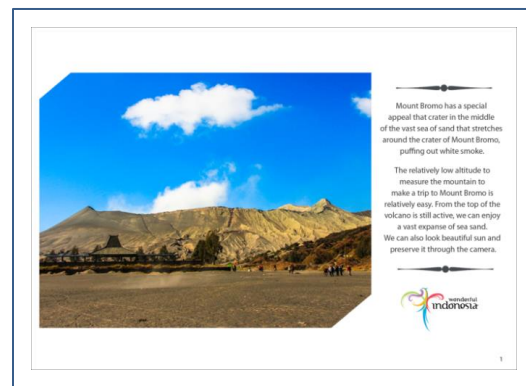 Mount Bromo has a special
appeal that crater in the middle
of the vast sea of sand that stretches
around the crater of Mount Bromo,
puffing out white smoke.
The relatively low altitude to
measure the mountain to
make a trip to Mount Bromo is
relatively easy. From the top of the
volcano is still active, we can enjoy
a vast expanse of sea sand.
We can also look beautiful sun and
preserve it through the camera.
wonderful
indonesia
1